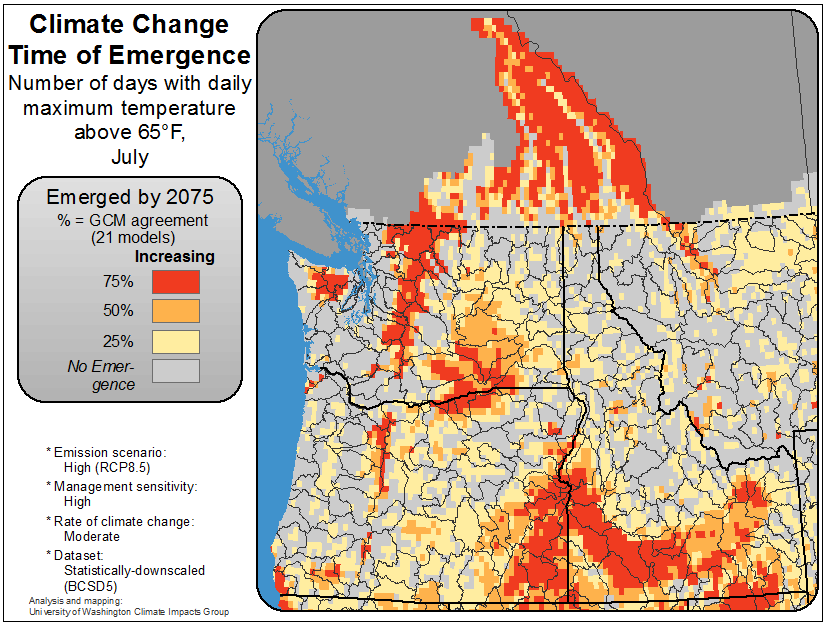 Climate Change
Time of Emergence
Number of days with daily
maximum temperature
above 65°F,
July
Emerged by 2075
% = GCM agreement
(21 models)
Increasing
75%
50%
25%
No Emer-
gence
* Emission scenario:
High (RCP8.5)
* Management sensitivity:
High
* Rate of climate change:
Moderate
* Dataset:
Statistically-downscaled
(BCSD5)
Analysis and mapping:
University of Washington Climate Impacts Group